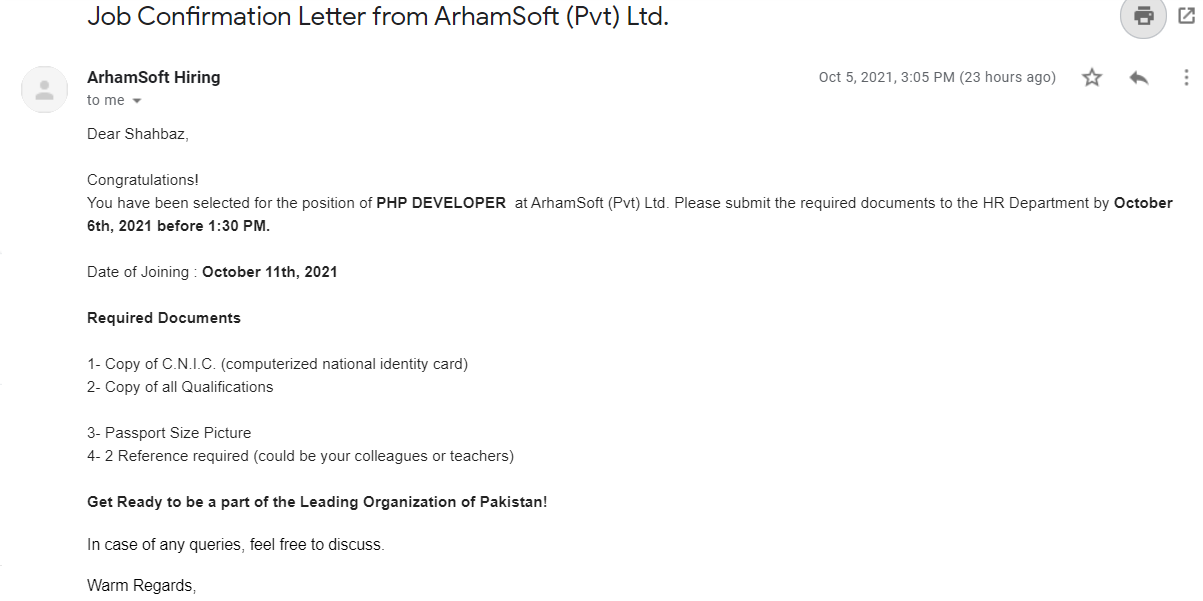 Job Confirmation Letter from ArhamSoft (Pvt) Ltd.
ArhamSoft Hiring
Oct 5, 2021, 3:05 PM (23 hours ago)
to me
Dear Shahbaz,
Congratulations!
You have been selected for the position of PHP DEVELOPER at ArhamSoft (Pvt) Ltd. Please submit the required documents to the HR Department by October
6th, 2021 before 1:30 PM.
Date of Joining : October 11th, 2021
Required Documents
1- Copy of C.N.I.C. (computerized national identity card)
2- Copy of all Qualifications
3- Passport Size Picture
4- 2 Reference required (could be your colleagues or teachers)
Get Ready to be a part of the Leading Organization of Pakistan!
In case of any queries, feel free to discuss.
Warm Regards,